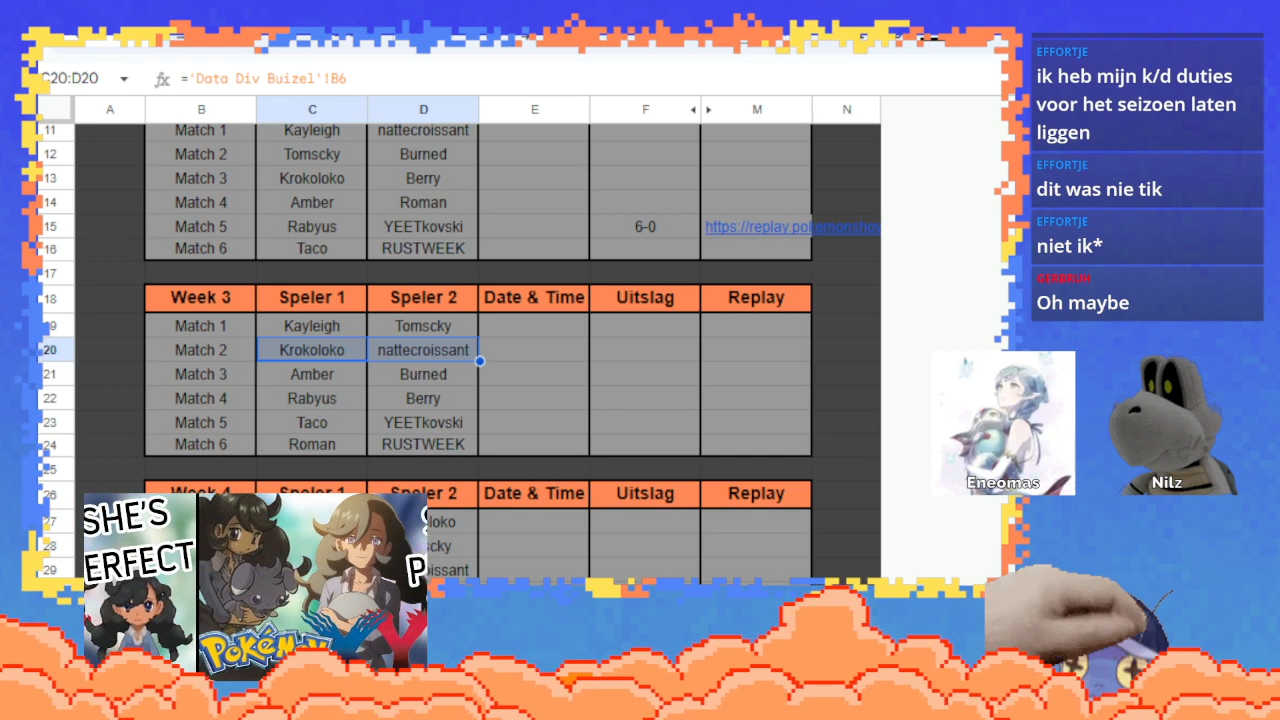 C20:D20 fx ='Data Div Buizel'!B6
A B C D E F M N
11 Match 1 Kayleigh nattecroissant
12 Match 2 Tomscky Burned
13 Match 3 Krokoloko Berry
14 Match 4 Amber Roman
15 Match 5 Rabyus YEETkovski 6-0 https://replay.pokemonshow
16 Match 6 Taco RUSTWEEK
17
18 Week 3 Speler 1 Speler 2 Date & Time Uitslag Replay
19 Match 1 Kayleigh Tomscky
20 Match 2 Krokoloko nattecroissant
21 Match 3 Amber Burned
22 Match 4 Rabyus Berry
23 Match 5 Taco YEETkovski
24 Match 6 Roman RUSTWEEK
25
26 Week 4 Speler 1 Speler 2 Date & Time Uitslag Replay
27 loko
28 scky
29 oissant
SHE'S
ERFECT
P
POKéMON
Y
EFFORTJE
ik heb mijn k/d duties
voor het seizoen laten
liggen
EFFORTJE
dit was nie tik
EFFORTJE
niet ik*
CERBRUH
Oh maybe
Eneomas
Nilz